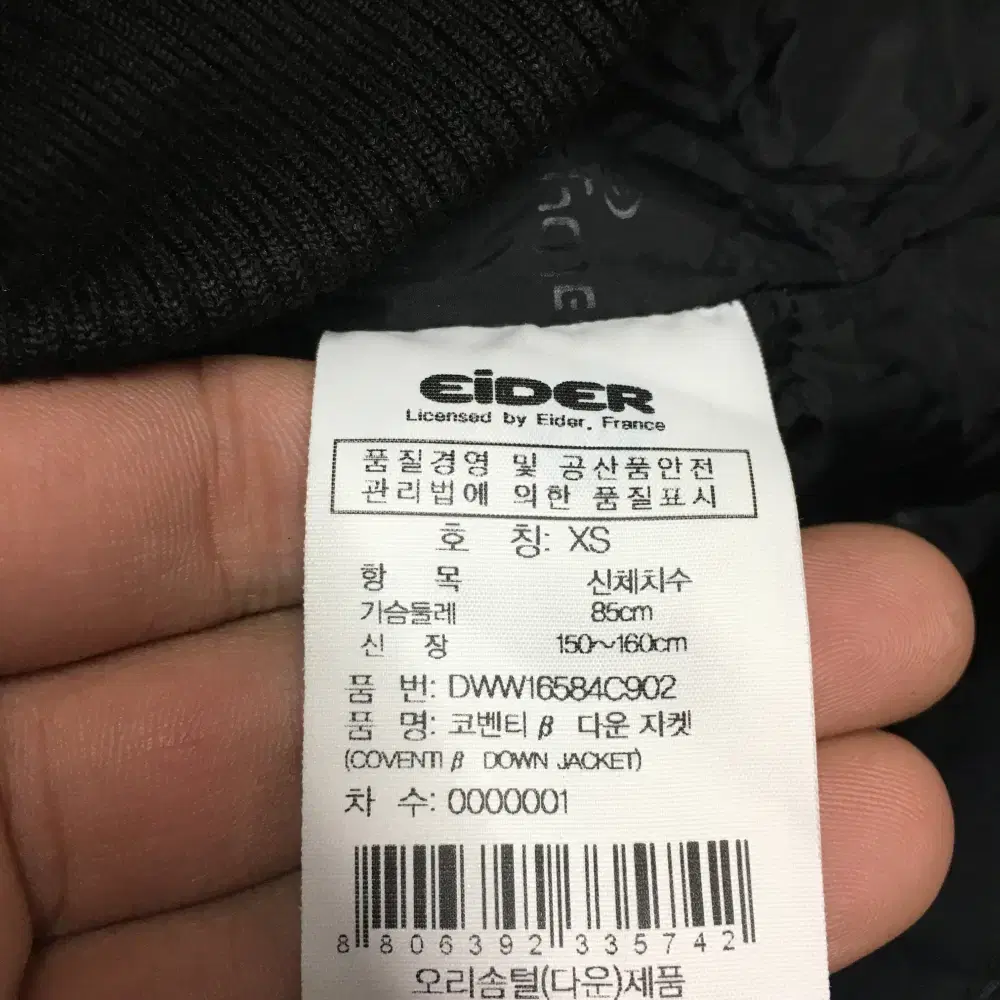 EiDER
Licensed by Eider, France
품질경영 및 공산품안전
관리법에 의한 품질표시
호 칭: XS
항 목 신체치수
가슴둘레 85cm
신 장 150~160cm
품 번: DWW16584C902
품 명: 코벤티 β 다운 자켓
(COVENTI β DOWN JACKET)
차 수: 0000001
8 806392 335742
오리솜털(다운)제품